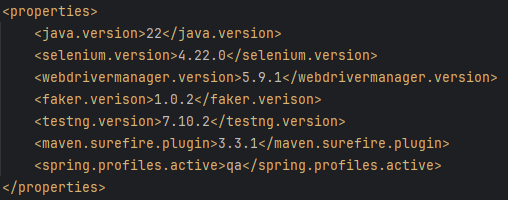 <properties>
<java.version>22</java.version>
<selenium.version>4.22.0</selenium.version>
<webdrivermanager.version>5.9.1</webdrivermanager.version>
<faker.verison>1.0.2</faker.verison>
<testng.version>7.10.2</testng.version>
<maven.surefire.plugin>3.3.1</maven.surefire.plugin>
<spring.profiles.active>qa</spring.profiles.active>
</properties>